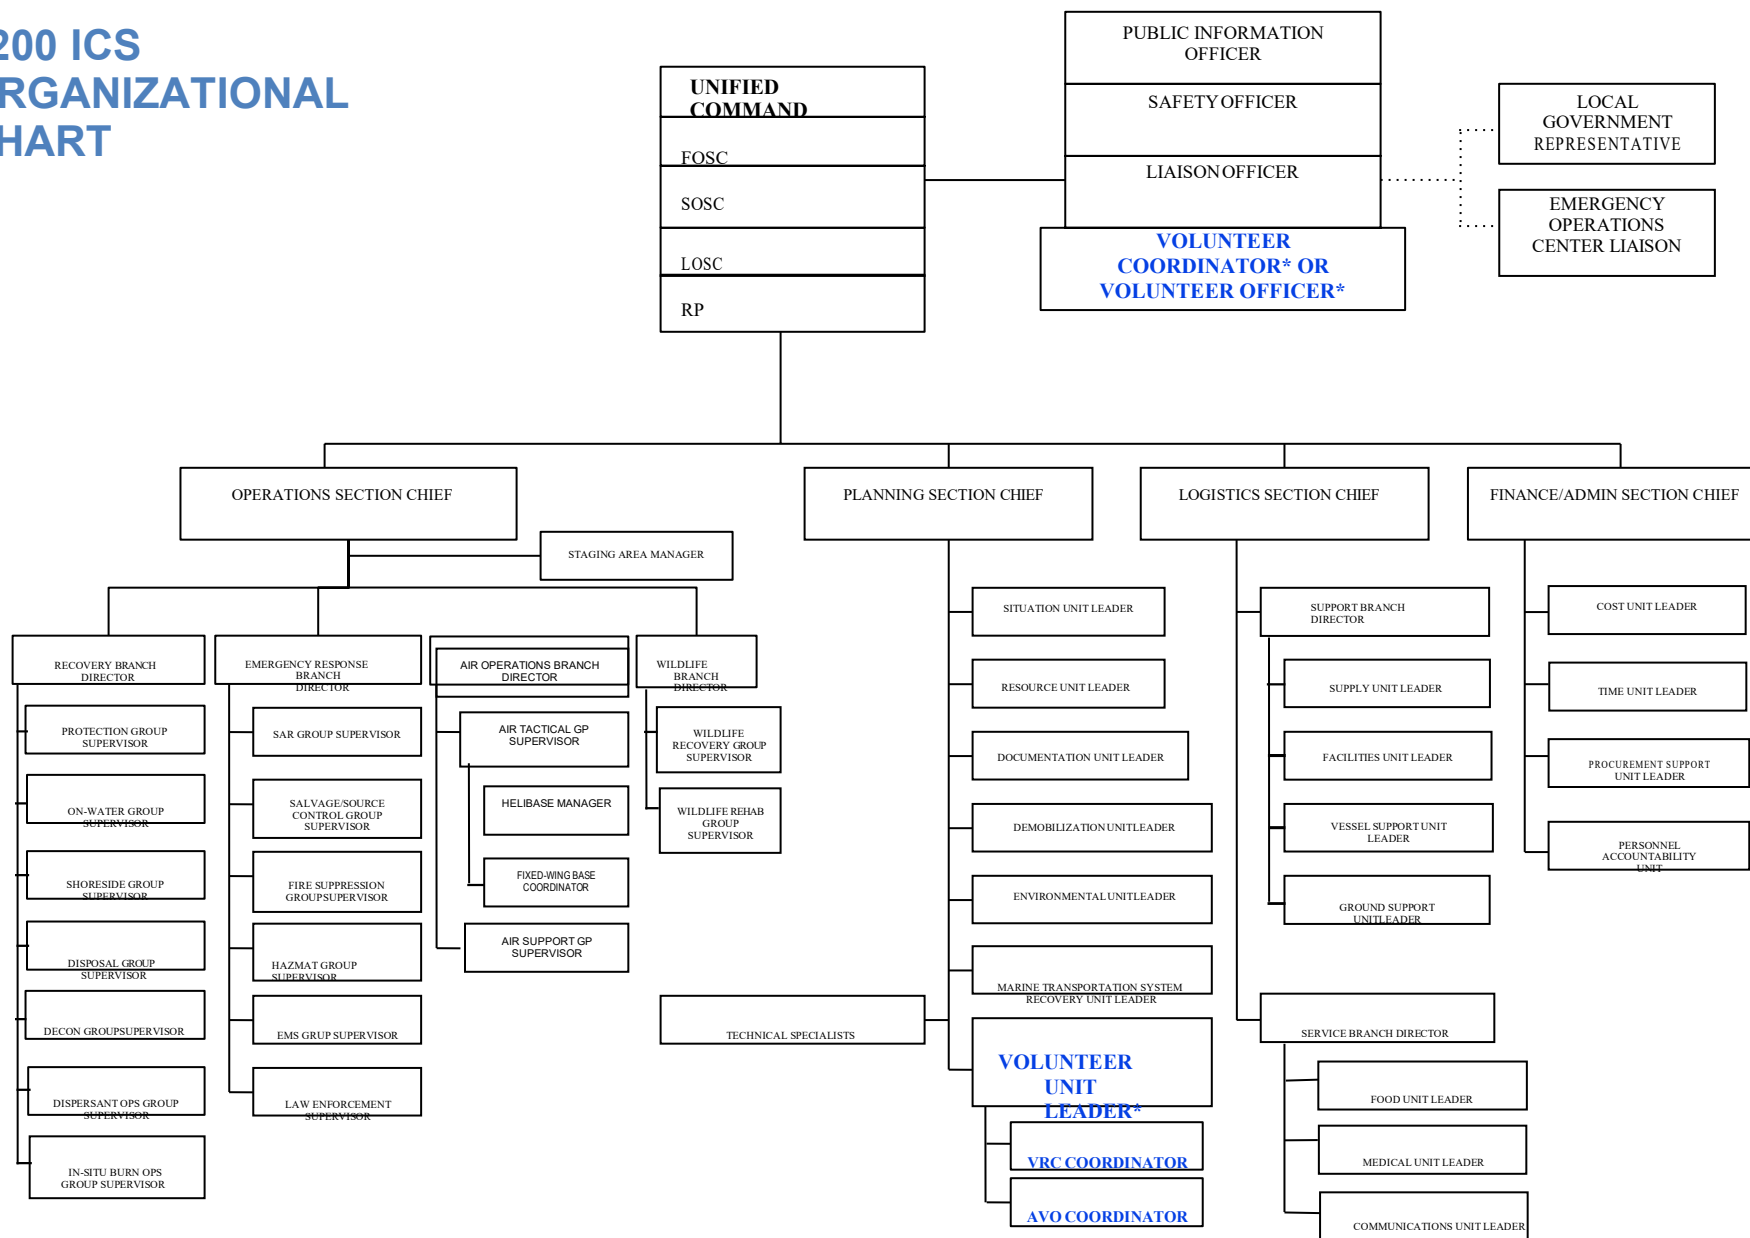 200 ICS
RGANIZATIONAL
HART
UNIFIED
COMMAND
FOSC
SOSC
LOSC
RP
PUBLIC INFORMATION
OFFICER
SAFETY OFFICER
LIAISON OFFICER
VOLUNTEER
COORDINATOR* OR
VOLUNTEER OFFICER*
LOCAL
GOVERNMENT
REPRESENTATIVE
EMERGENCY
OPERATIONS
CENTER LIAISON
OPERATIONS SECTION CHIEF
PLANNING SECTION CHIEF
LOGISTICS SECTION CHIEF
FINANCE/ADMIN SECTION CHIEF
STAGING AREA MANAGER
RECOVERY BRANCH
DIRECTOR
PROTECTION GROUP
SUPERVISOR
ON-WATER GROUP
SUPERVISOR
SHORESIDE GROUP
SUPERVISOR
DISPOSAL GROUP
SUPERVISOR
DECON GROUPSUPERVISOR
DISPERSANT OPS GROUP
SUPERVISOR
IN-SITU BURN OPS
GROUP SUPERVISOR
EMERGENCY RESPONSE
BRANCH
DIRECTOR
SAR GROUP SUPERVISOR
SALVAGE/SOURCE
CONTROL GROUP
SUPERVISOR
FIRE SUPPRESSION
GROUPSUPERVISOR
HAZMAT GROUP
SUPERVISOR
EMS GRUP SUPERVISOR
LAW ENFORCEMENT
SUPERVISOR
AIR OPERATIONS BRANCH
DIRECTOR
AIR TACTICAL GP
SUPERVISOR
HELIBASE MANAGER
FIXED-WING BASE
COORDINATOR
AIR SUPPORT GP
SUPERVISOR
WILDLIFE
BRANCH
DIRECTOR
WILDLIFE
RECOVERY GROUP
SUPERVISOR
WILDLIFE REHAB
GROUP
SUPERVISOR
SITUATION UNIT LEADER
RESOURCE UNIT LEADER
DOCUMENTATION UNIT LEADER
DEMOBILIZATION UNITLEADER
ENVIRONMENTAL UNITLEADER
MARINE TRANSPORTATION SYSTEM
RECOVERY UNIT LEADER
TECHNICAL SPECIALISTS
VOLUNTEER
UNIT
LEADER*
VRC COORDINATOR
AVO COORDINATOR
SUPPORT BRANCH
DIRECTOR
SUPPLY UNIT LEADER
FACILITIES UNIT LEADER
VESSEL SUPPORT UNIT
LEADER
GROUND SUPPORT
UNITLEADER
SERVICE BRANCH DIRECTOR
FOOD UNIT LEADER
MEDICAL UNIT LEADER
COMMUNICATIONS UNIT LEADER
COST UNIT LEADER
TIME UNIT LEADER
PROCUREMENT SUPPORT
UNIT LEADER
PERSONNEL
ACCOUNTABILITY
UNIT